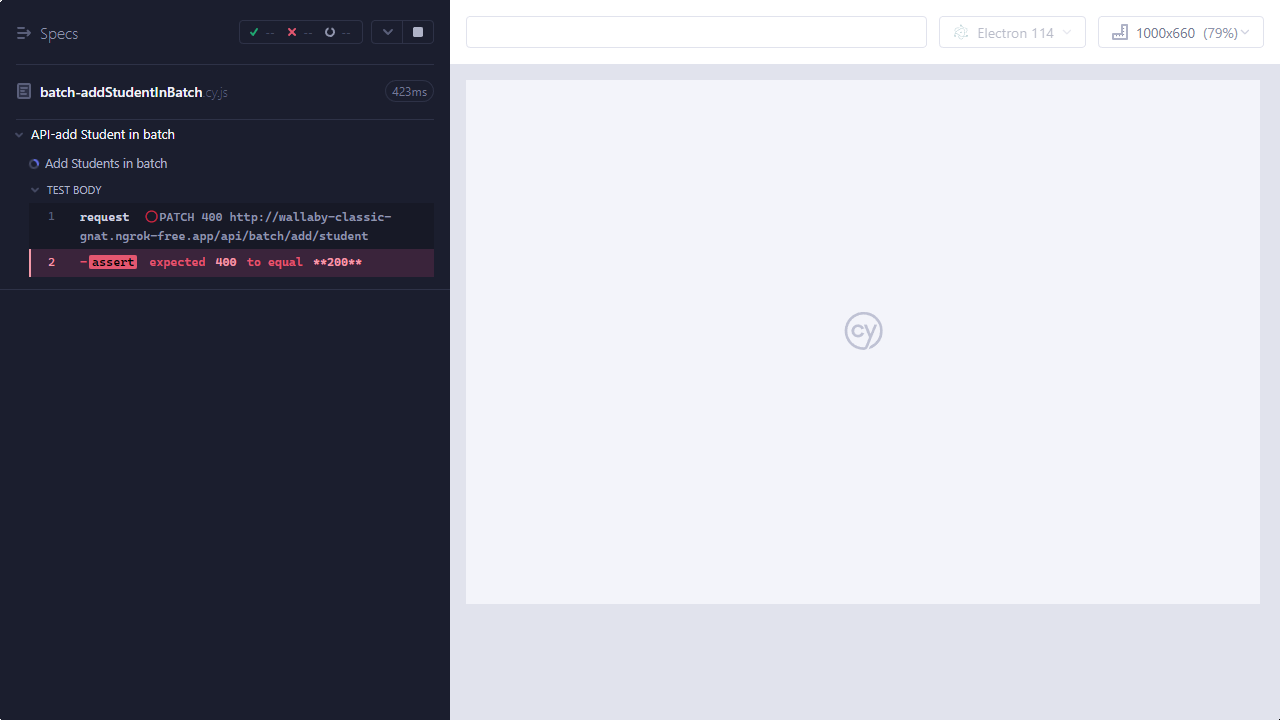 Specs
-- -- --
Electron 114
1000x660 (79%)
batch-addStudentInBatch.cy.js
423ms
API-add Student in batch
Add Students in batch
TEST BODY
1 request PATCH 400 http://wallaby-classic-
gnat.ngrok-free.app/api/batch/add/student
2 -assert expected 400 to equal **200**
cy